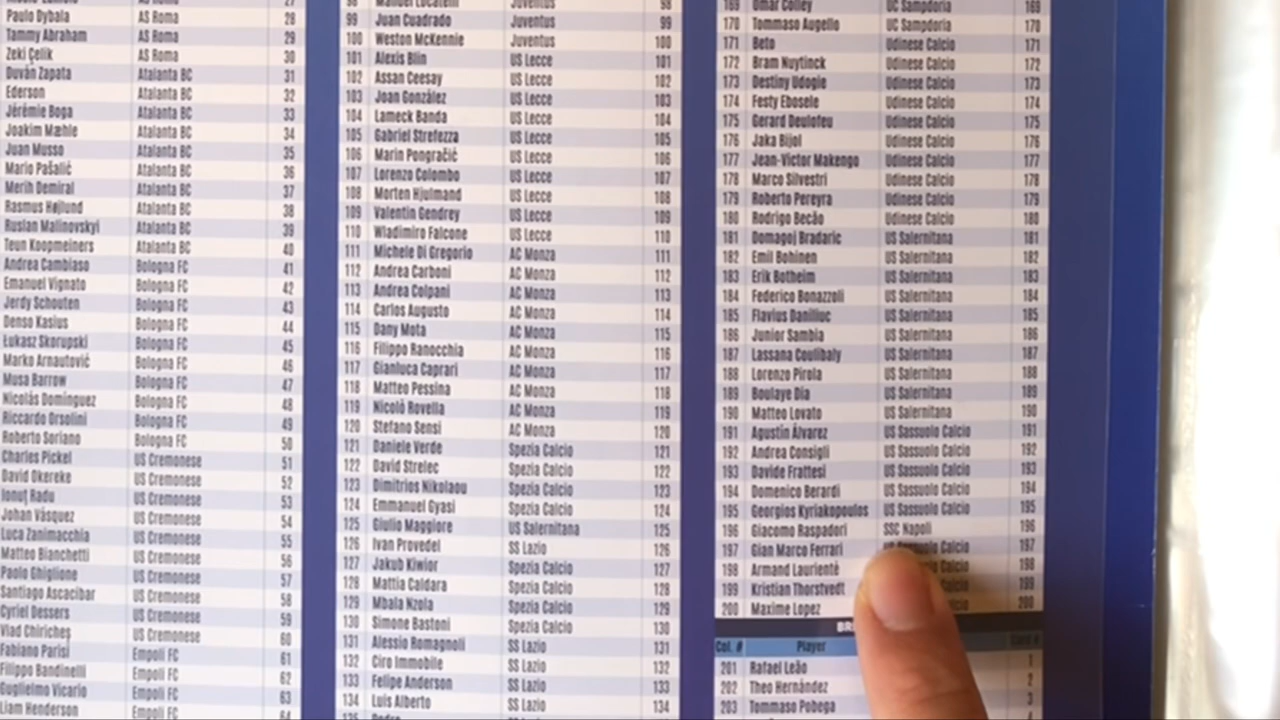 Paulo Dybala AS Roma 28
Tammy Abraham AS Roma 29
Zeki Çelik AS Roma 30
Duván Zapata Atalanta BC 31
Ederson Atalanta BC 32
Jérémie Boga Atalanta BC 33
Joakim Mæhle Atalanta BC 34
Juan Musso Atalanta BC 35
Mario Pašalić Atalanta BC 36
Merih Demiral Atalanta BC 37
Rasmus Højlund Atalanta BC 38
Ruslan Malinovskyi Atalanta BC 39
Teun Koopmeiners Atalanta BC 40
Andrea Cambiaso Bologna FC 41
Emanuel Vignato Bologna FC 42
Jerdy Schouten Bologna FC 43
Denso Kasius Bologna FC 44
Łukasz Skorupski Bologna FC 45
Marko Arnautović Bologna FC 46
Musa Barrow Bologna FC 47
Nicolás Domínguez Bologna FC 48
Riccardo Orsolini Bologna FC 49
Roberto Soriano Bologna FC 50
Charles Pickel US Cremonese 51
David Okereke US Cremonese 52
Ionuț Radu US Cremonese 53
Johan Vásquez US Cremonese 54
Luca Zanimacchia US Cremonese 55
Matteo Bianchetti US Cremonese 56
Paolo Ghiglione US Cremonese 57
Santiago Ascacíbar US Cremonese 58
Cyriel Dessers US Cremonese 59
Vlad Chiricheș US Cremonese 60
Fabiano Parisi Empoli FC 61
Filippo Bandinelli Empoli FC 62
Guglielmo Vicario Empoli FC 63
Liam Henderson Empoli FC 64
98 Manuel Locatelli Juventus 98
99 Juan Cuadrado Juventus 99
100 Weston McKennie Juventus 100
101 Alexis Blin US Lecce 101
102 Assan Ceesay US Lecce 102
103 Joan González US Lecce 103
104 Lameck Banda US Lecce 104
105 Gabriel Strefezza US Lecce 105
106 Marin Pongračić US Lecce 106
107 Lorenzo Colombo US Lecce 107
108 Morten Hjulmand US Lecce 108
109 Valentin Gendrey US Lecce 109
110 Wladimiro Falcone US Lecce 110
111 Michele Di Gregorio AC Monza 111
112 Andrea Carboni AC Monza 112
113 Andrea Colpani AC Monza 113
114 Carlos Augusto AC Monza 114
115 Dany Mota AC Monza 115
116 Filippo Ranocchia AC Monza 116
117 Gianluca Caprari AC Monza 117
118 Matteo Pessina AC Monza 118
119 Nicolò Rovella AC Monza 119
120 Stefano Sensi AC Monza 120
121 Daniele Verde Spezia Calcio 121
122 David Strelec Spezia Calcio 122
123 Dimitrios Nikolaou Spezia Calcio 123
124 Emmanuel Gyasi Spezia Calcio 124
125 Giulio Maggiore US Salernitana 125
126 Ivan Provedel SS Lazio 126
127 Jakub Kiwior Spezia Calcio 127
128 Mattia Caldara Spezia Calcio 128
129 Mbala Nzola Spezia Calcio 129
130 Simone Bastoni Spezia Calcio 130
131 Alessio Romagnoli SS Lazio 131
132 Ciro Immobile SS Lazio 132
133 Felipe Anderson SS Lazio 133
134 Luis Alberto SS Lazio 134
169 Omar Colley UC Sampdoria 169
170 Tommaso Augello UC Sampdoria 170
171 Beto Udinese Calcio 171
172 Bram Nuytinck Udinese Calcio 172
173 Destiny Udogie Udinese Calcio 173
174 Festy Ebosele Udinese Calcio 174
175 Gerard Deulofeu Udinese Calcio 175
176 Jaka Bijol Udinese Calcio 176
177 Jean-Victor Makengo Udinese Calcio 177
178 Marco Silvestri Udinese Calcio 178
179 Roberto Pereyra Udinese Calcio 179
180 Rodrigo Becão Udinese Calcio 180
181 Domagoj Bradaric US Salernitana 181
182 Emil Bohinen US Salernitana 182
183 Erik Botheim US Salernitana 183
184 Federico Bonazzoli US Salernitana 184
185 Flavius Daniliuc US Salernitana 185
186 Junior Sambia US Salernitana 186
187 Lassana Coulibaly US Salernitana 187
188 Lorenzo Pirola US Salernitana 188
189 Boulaye Dia US Salernitana 189
190 Matteo Lovato US Salernitana 190
191 Agustín Álvarez US Sassuolo Calcio 191
192 Andrea Consigli US Sassuolo Calcio 192
193 Davide Frattesi US Sassuolo Calcio 193
194 Domenico Berardi US Sassuolo Calcio 194
195 Georgios Kyriakopoulos US Sassuolo Calcio 195
196 Giacomo Raspadori SSC Napoli 196
197 Gian Marco Ferrari US Sassuolo Calcio 197
198 Armand Laurienté Calcio 198
199 Kristian Thorstvedt Calcio 199
200 Maxime Lopez 200
Col. # Player
201 Rafael Leão 1
202 Theo Hernández 2
203 Tommaso Pobega 3